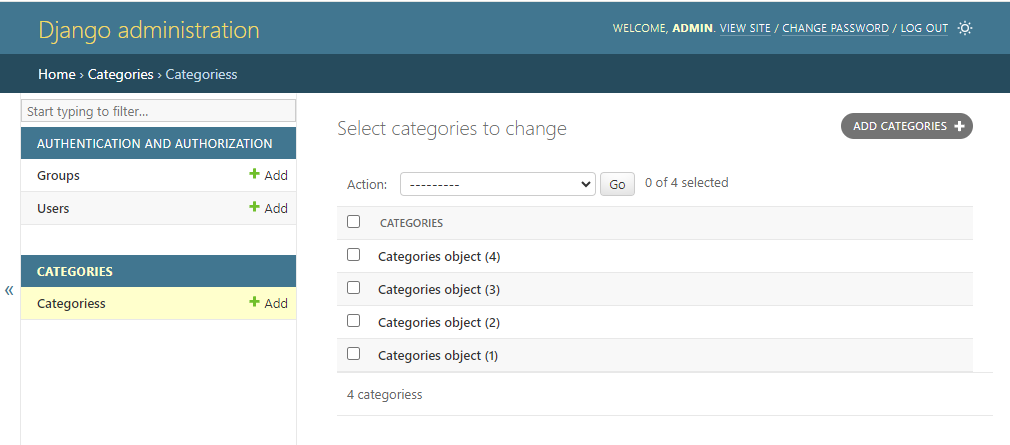 Django administration
WELCOME, ADMIN. VIEW SITE / CHANGE PASSWORD / LOG OUT
Home › Categories › Categoriess
Start typing to filter...
AUTHENTICATION AND AUTHORIZATION
Groups + Add
Users + Add
CATEGORIES
Categoriess + Add
«
Select categories to change
ADD CATEGORIES +
Action: --------- Go 0 of 4 selected
CATEGORIES
Categories object (4)
Categories object (3)
Categories object (2)
Categories object (1)
4 categoriess